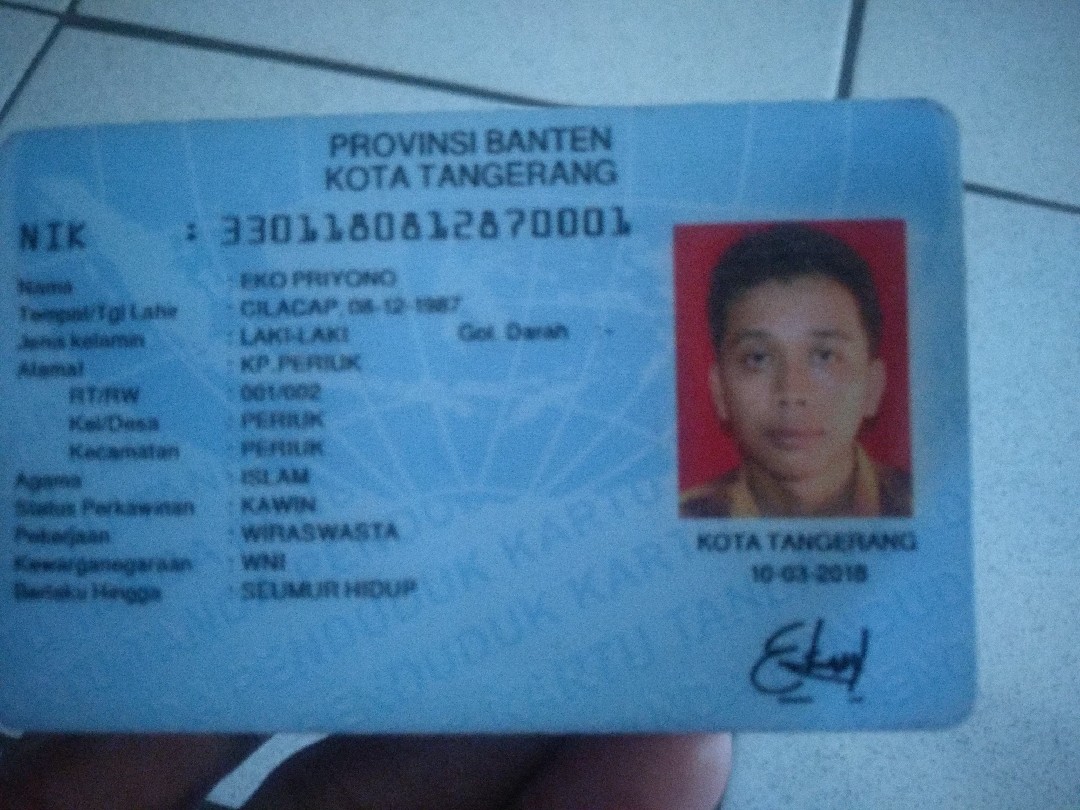 PROVINSI BANTEN
KOTA TANGERANG
NIK : 3301180812870001
Nama : EKO PRIYONO
Tempat/Tgl Lahir : CILACAP, 08-12-1987
Jenis kelamin : LAKI-LAKI Gol. Darah : -
Alamat : KP. PERIUK
RT/RW : 001/002
Kel/Desa : PERIUK
Kecamatan : PERIUK
Agama : ISLAM
Status Perkawinan : KAWIN
Pekerjaan : WIRASWASTA
Kewarganegaraan : WNI
Berlaku Hingga : SEUMUR HIDUP
KOTA TANGERANG
10-03-2018